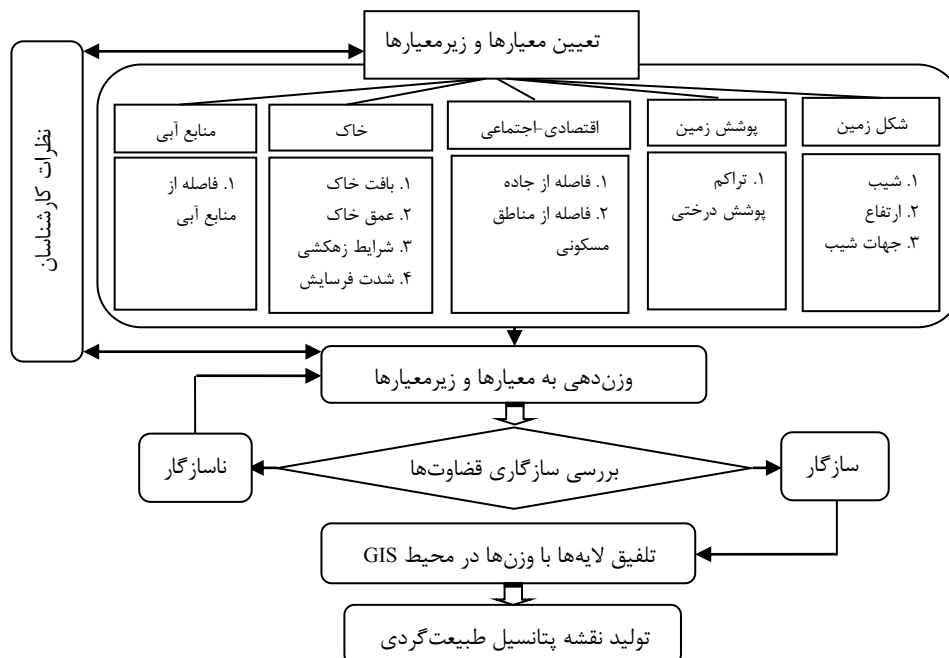 تعیین معیارها و زیرمعیارها
نظرات کارشناسان
شکل زمین
۱. شیب
۲. ارتفاع
۳. جهات شیب
پوشش زمین
۱. تراکم
پوشش درختی
اقتصادی-اجتماعی
۱. فاصله از جاده
۲. فاصله از مناطق
مسکونی
خاک
۱. بافت خاک
۲. عمق خاک
۳. شرایط زهکشی
۴. شدت فرسایش
منابع آبی
۱. فاصله از
منابع آبی
وزن‌دهی به معیارها و زیرمعیارها
بررسی سازگاری قضاوت‌ها
سازگار
ناسازگار
تلفیق لایه‌ها با وزن‌ها در محیط GIS
تولید نقشه پتانسیل طبیعت‌گردی